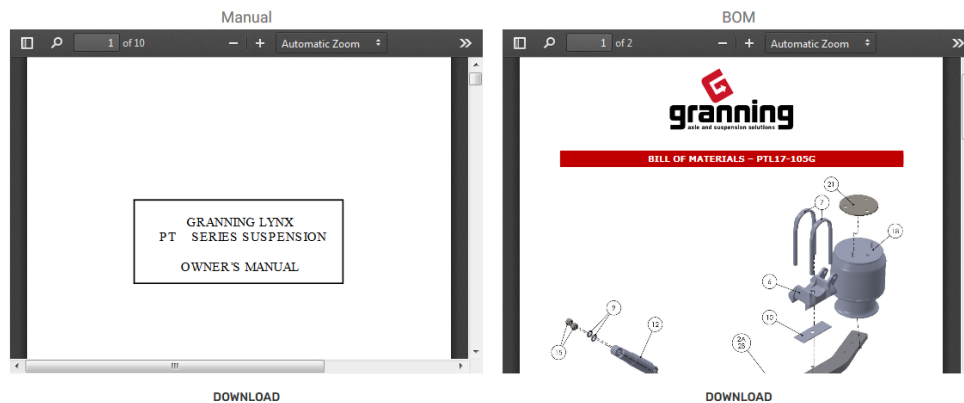 Manual
1 of 10
Automatic Zoom
GRANNING LYNX
PT SERIES SUSPENSION
OWNER'S MANUAL
DOWNLOAD
BOM
1 of 2
Automatic Zoom
granning
axle and suspension solutions
BILL OF MATERIALS – PTL17-105G
21
7
18
6
9
10
12
15
2A
2B
DOWNLOAD